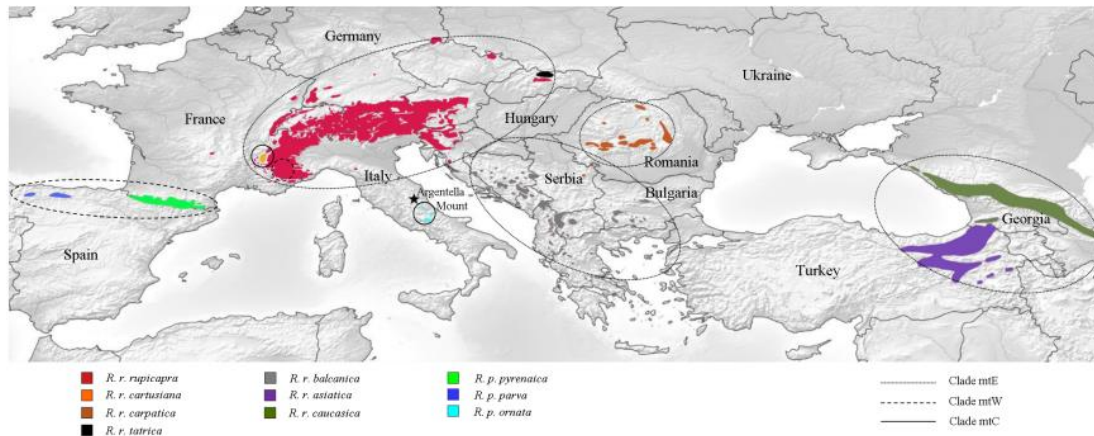 Germany
Ukraine
France
Hungary
Romania
Italy
Serbia
Argentella
Mount
Bulgaria
Georgia
Spain
Turkey
R. r. rupicapra
R. r. cartusiana
R. r. carpatica
R. r. tatrica
R. r. balcanica
R. r. asiatica
R. r. caucasica
R. p. pyrenaica
R. p. parva
R. p. ornata
Clade mtE
Clade mtW
Clade mtC